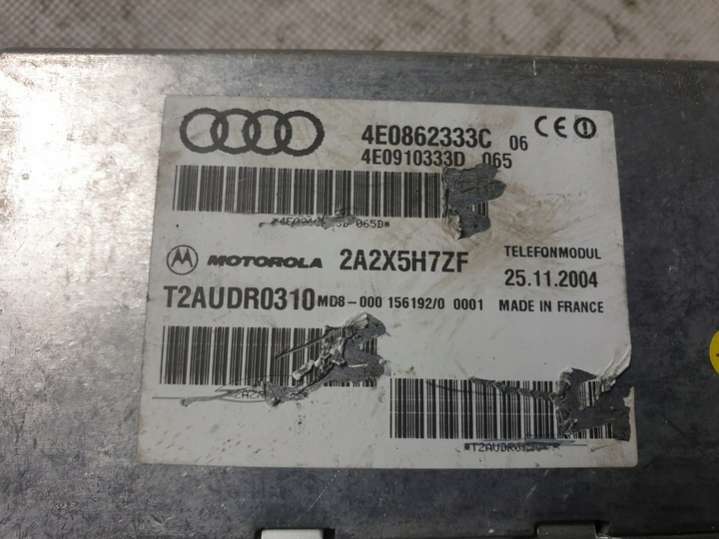 4E0862333C 06
4E0910333D 065
MOTOROLA 2A2X5H7ZF
TELEFONMODUL
25.11.2004
T2AUDR0310 MD8-000 156192/0 0001 MADE IN FRANCE